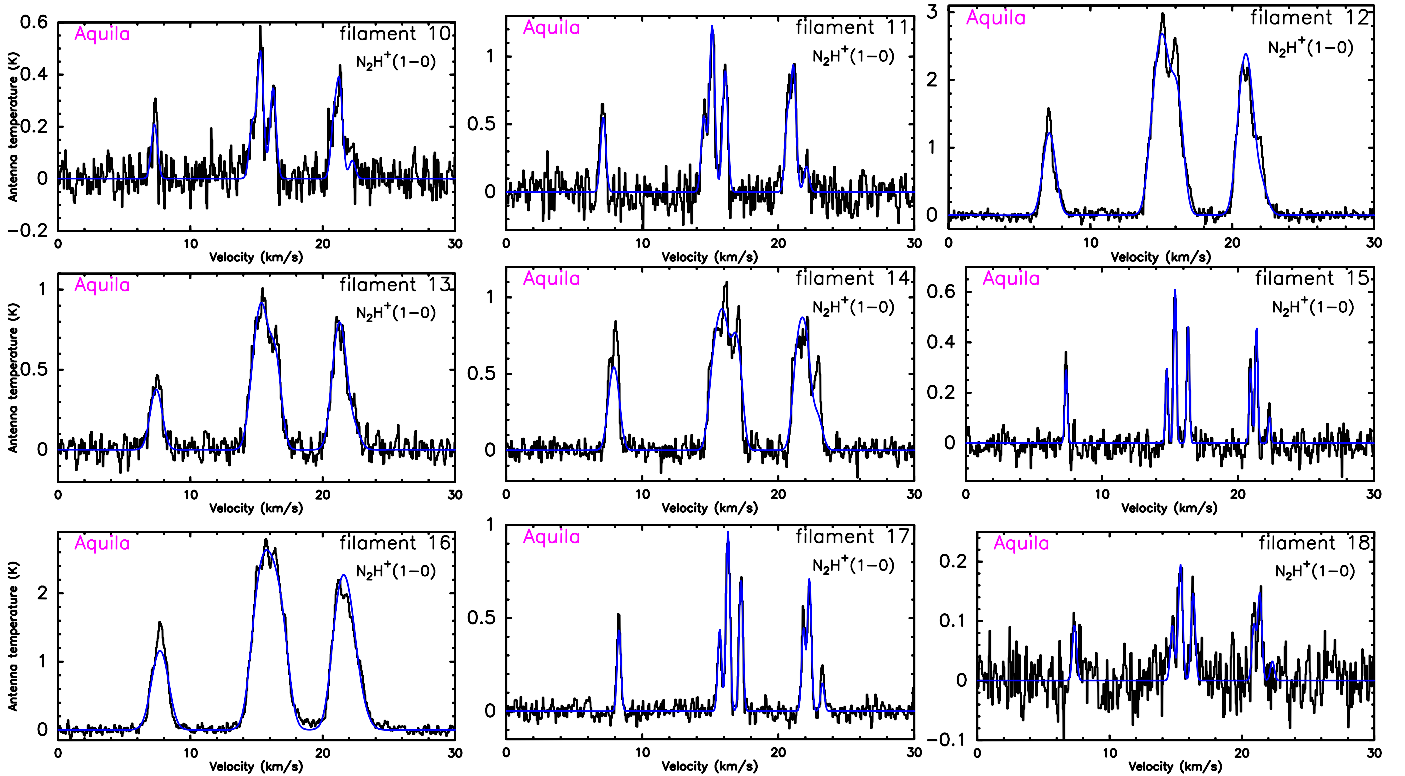 Aquila filament 10
N₂H⁺(1−0)
Antenna temperature (K)
0.6
0.4
0.2
0
−0.2
0 10 20 30
Velocity (km/s)
Aquila filament 11
N₂H⁺(1−0)
1
0.5
0
0 10 20 30
Velocity (km/s)
Aquila filament 12
N₂H⁺(1−0)
3
2
1
0
0 10 20 30
Velocity (km/s)
Aquila filament 13
N₂H⁺(1−0)
Antenna temperature (K)
1
0.5
0
0 10 20 30
Velocity (km/s)
Aquila filament 14
N₂H⁺(1−0)
1
0.5
0
0 10 20 30
Velocity (km/s)
Aquila filament 15
N₂H⁺(1−0)
0.6
0.4
0.2
0
0 10 20 30
Velocity (km/s)
Aquila filament 16
N₂H⁺(1−0)
Antenna temperature (K)
2
1
0
0 10 20 30
Velocity (km/s)
Aquila filament 17
N₂H⁺(1−0)
1
0.5
0
0 10 20 30
Velocity (km/s)
Aquila filament 18
N₂H⁺(1−0)
0.2
0.1
0
−0.1
0 10 20 30
Velocity (km/s)